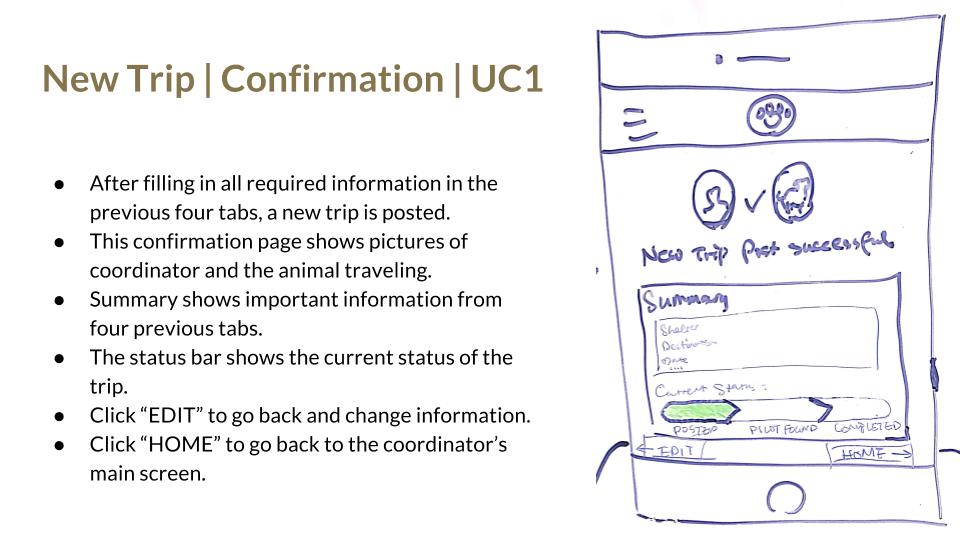 New Trip | Confirmation | UC1
● After filling in all required information in the
previous four tabs, a new trip is posted.
● This confirmation page shows pictures of
coordinator and the animal traveling.
● Summary shows important information from
four previous tabs.
● The status bar shows the current status of the
trip.
● Click “EDIT” to go back and change information.
● Click “HOME” to go back to the coordinator’s
main screen.
New Trip Post Successful
Summary
Shelter
Destination
Date
....
Current Status:
POSTED PILOT FOUND COMPLETED
← EDIT HOME →